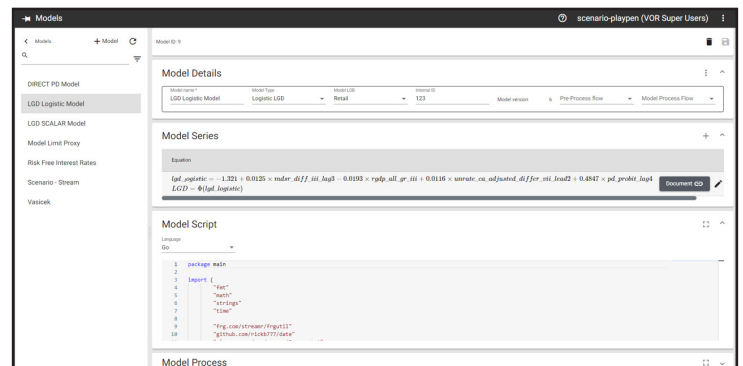 Models
scenario-playpen (VOR Super Users)
Models
+ Model
Model ID: 9
DIRECT PD Model
LGD Logistic Model
LGD SCALAR Model
Model Limit Proxy
Risk Free Interest Rates
Scenario - Stream
Vasicek
Model Details
Model name *
LGD Logistic Model
Model Type
Logistic LGD
Model LOB
Retail
Internal ID
123
Model version
6
Pre-Process flow
Model Process Flow
Model Series
Equation
lgd_logistic = −1.321 + 0.0125 × mder_diff_iii_lag3 − 0.0193 × rgdp_all_gr_iii + 0.0116 × unrate_ca_adjusted_differ_vii_lead2 + 0.4847 × pd_probit_lag4
LGD = Φ(lgd_logistic)
Document
Model Script
Language
Go
1 package main
2
3 import (
4 "fmt"
5 "math"
6 "strings"
7 "time"
8
9 "frg.com/streamr/frgutil"
10 "github.com/rickb777/date"
Model Process